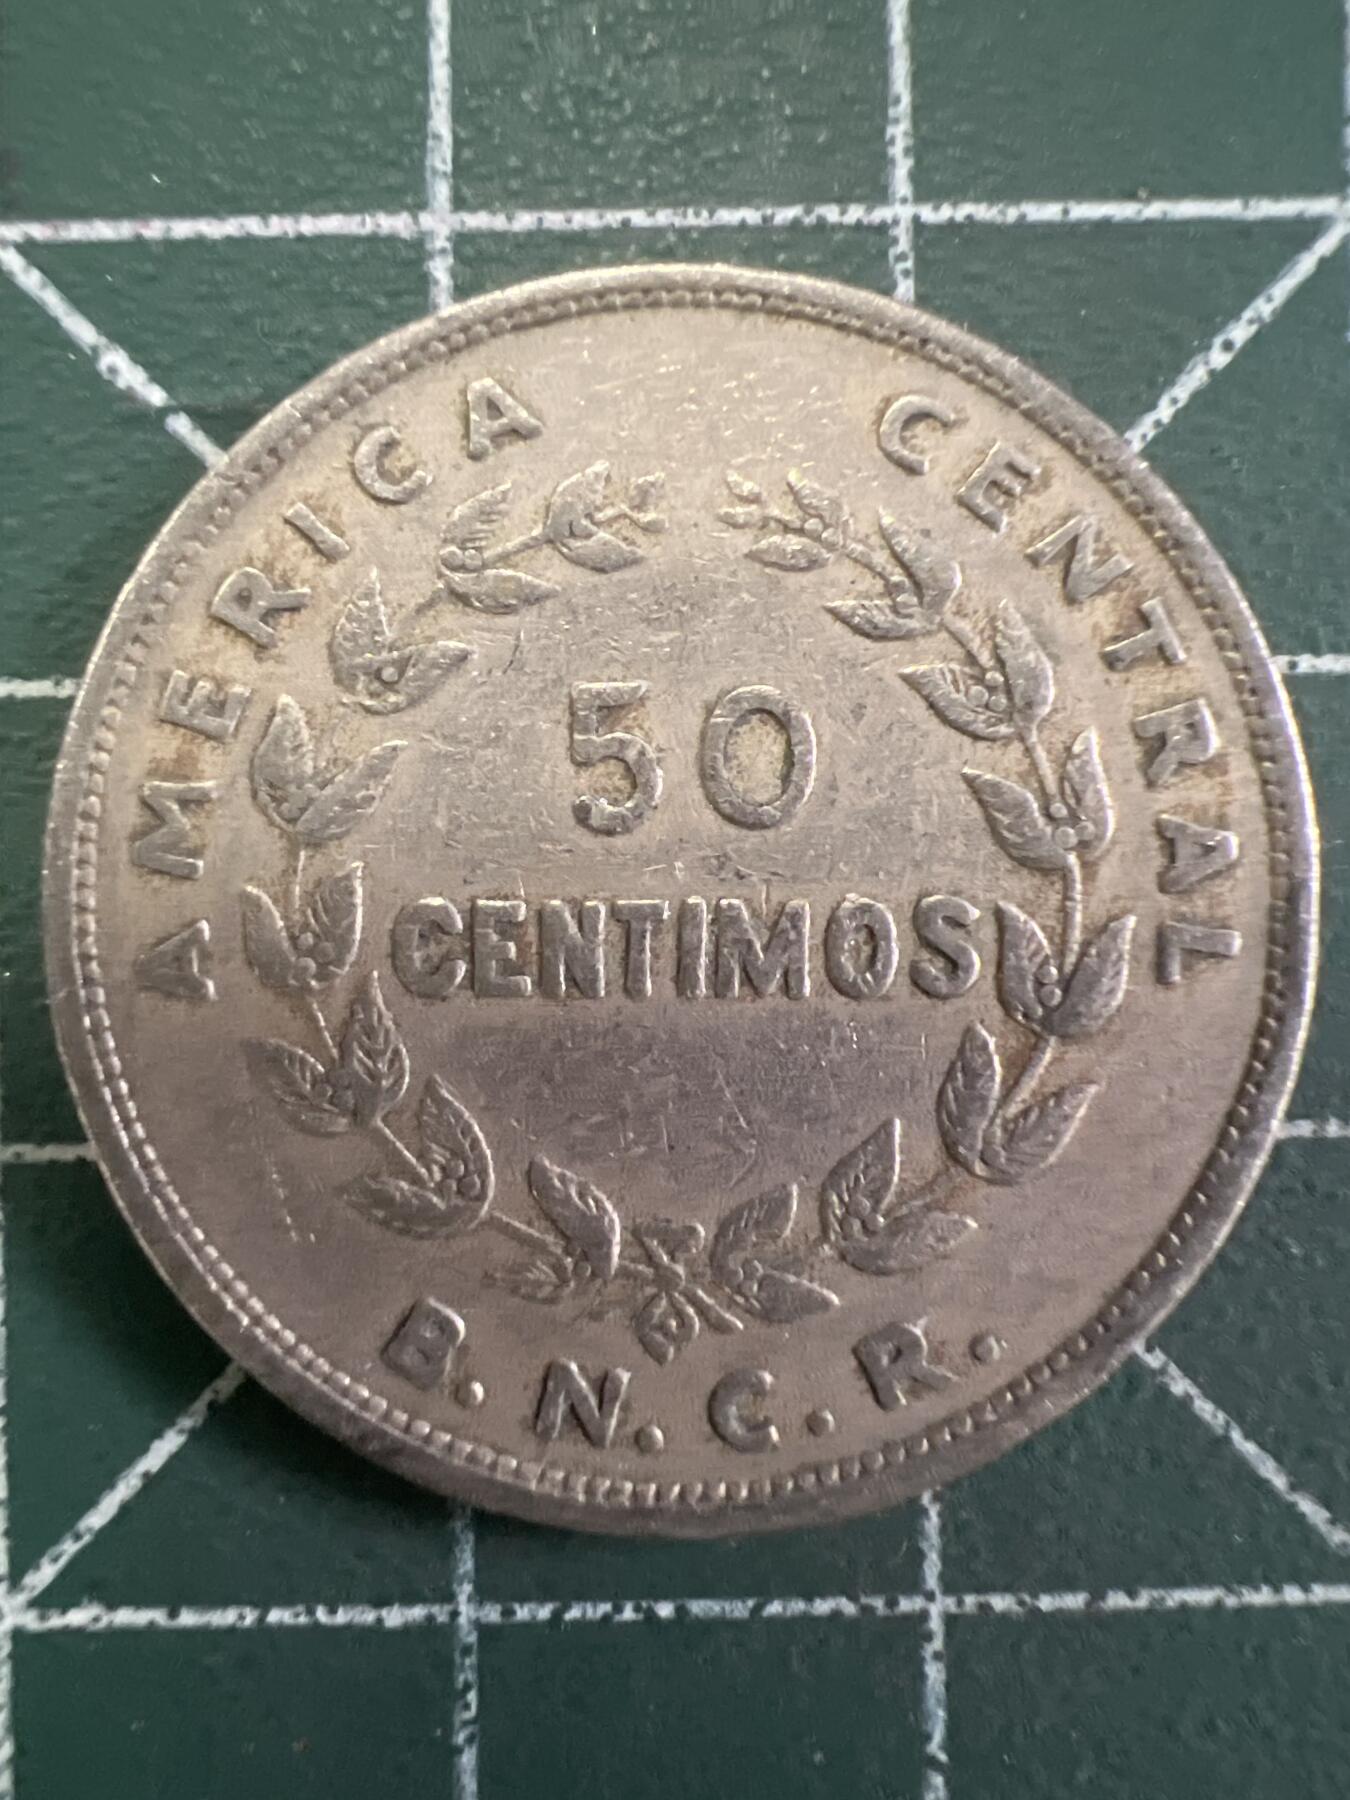 AMERICA CENTRAL
50
CENTIMOS
B.N.C.R.